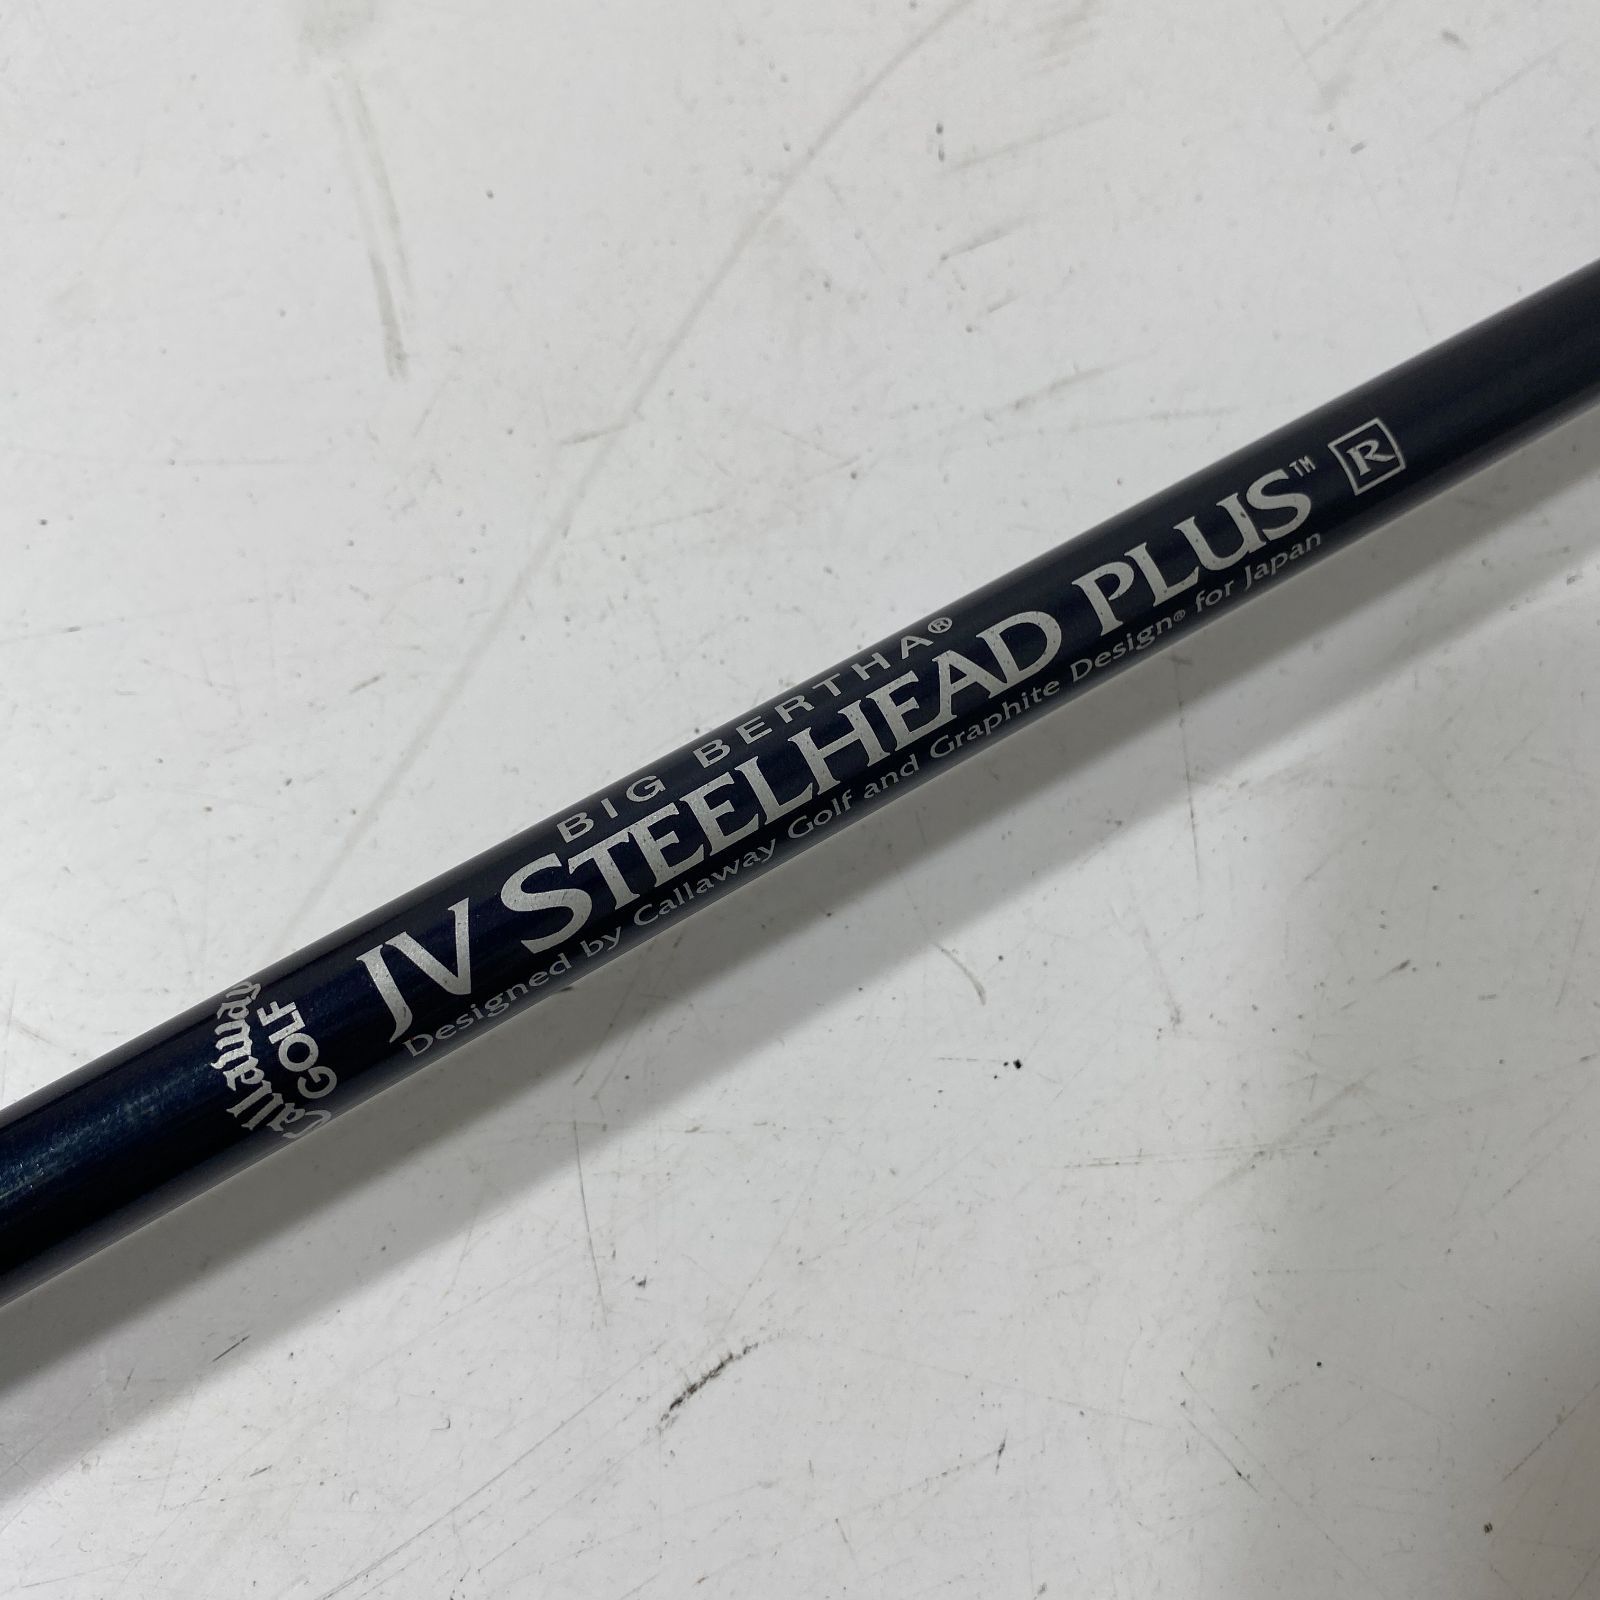 Callaway
GOLF
BIG BERTHA®
JV STEELHEAD PLUS™ R
Designed by Callaway Golf and Graphite Design® for Japan